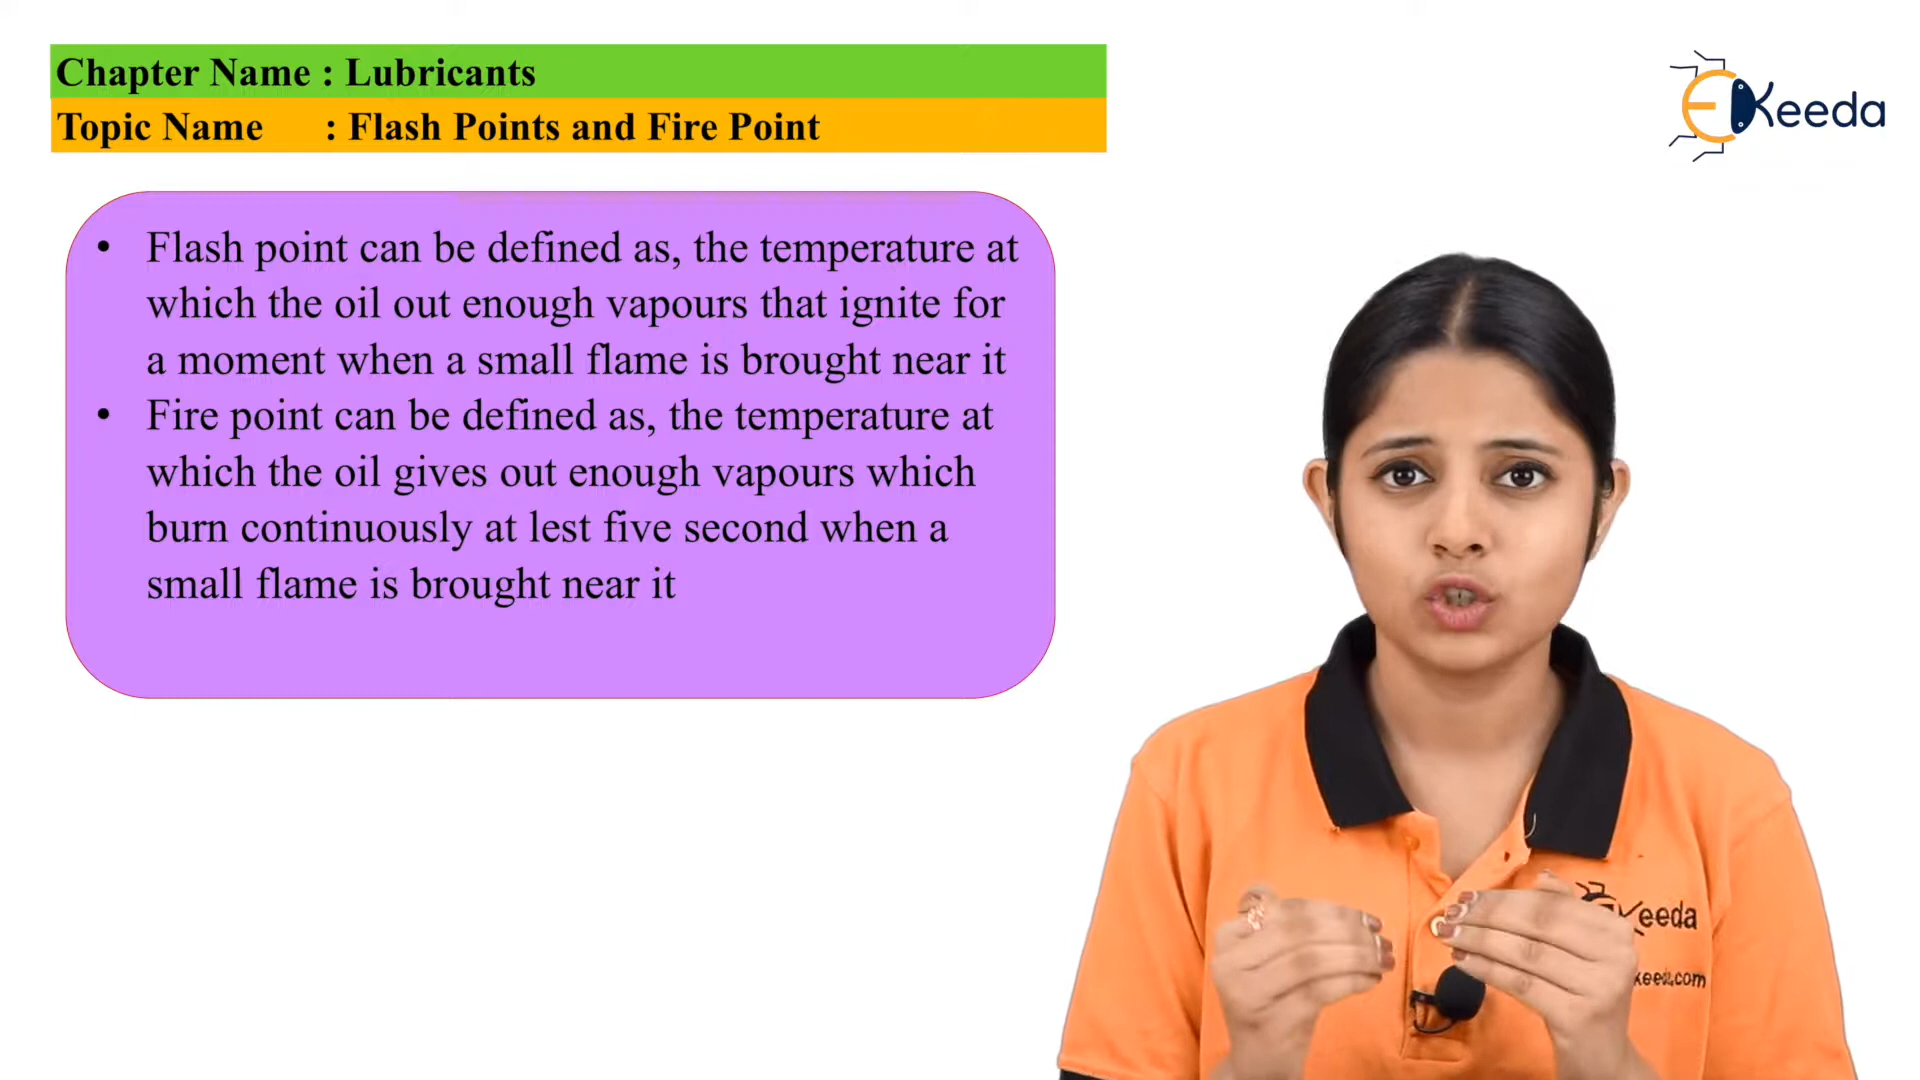 Chapter Name : Lubricants
Topic Name : Flash Points and Fire Point
EKeeda
• Flash point can be defined as, the temperature at
which the oil out enough vapours that ignite for
a moment when a small flame is brought near it
• Fire point can be defined as, the temperature at
which the oil gives out enough vapours which
burn continuously at lest five second when a
small flame is brought near it
Keeda
keeda.com